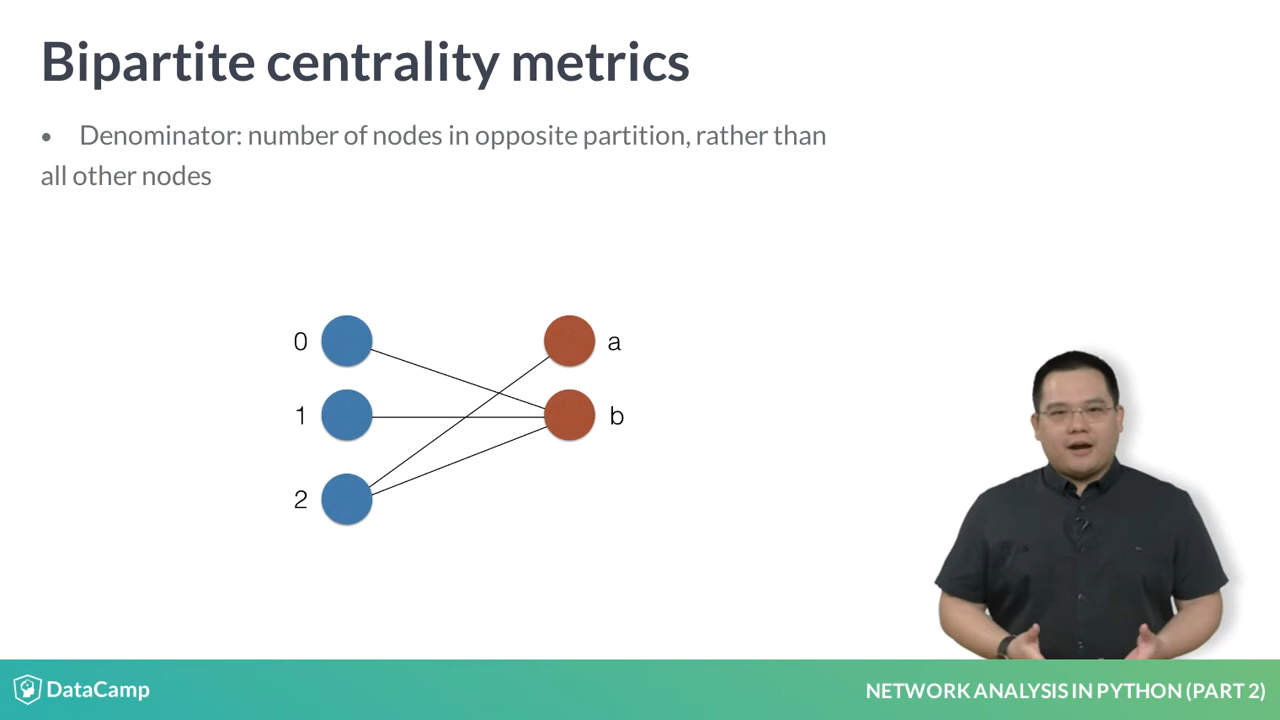 Bipartite centrality metrics
• Denominator: number of nodes in opposite partition, rather than
all other nodes
0
a
1
b
2
DataCamp
NETWORK ANALYSIS IN PYTHON (PART 2)